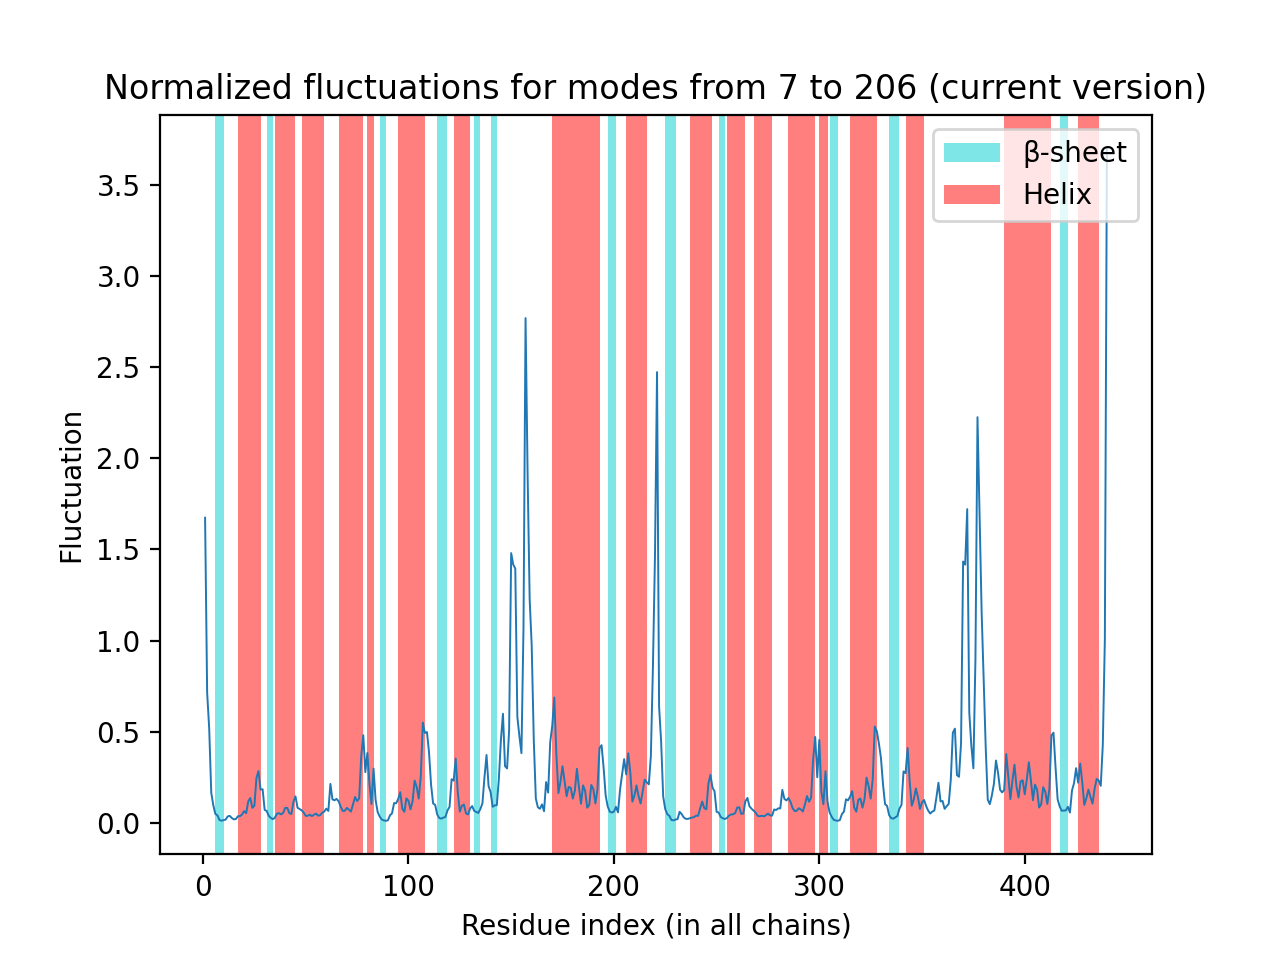 Normalized fluctuations for modes from 7 to 206 (current version)
β-sheet
Helix
3.5
3.0
2.5
2.0
1.5
1.0
0.5
0.0
Fluctuation
0 100 200 300 400
Residue index (in all chains)